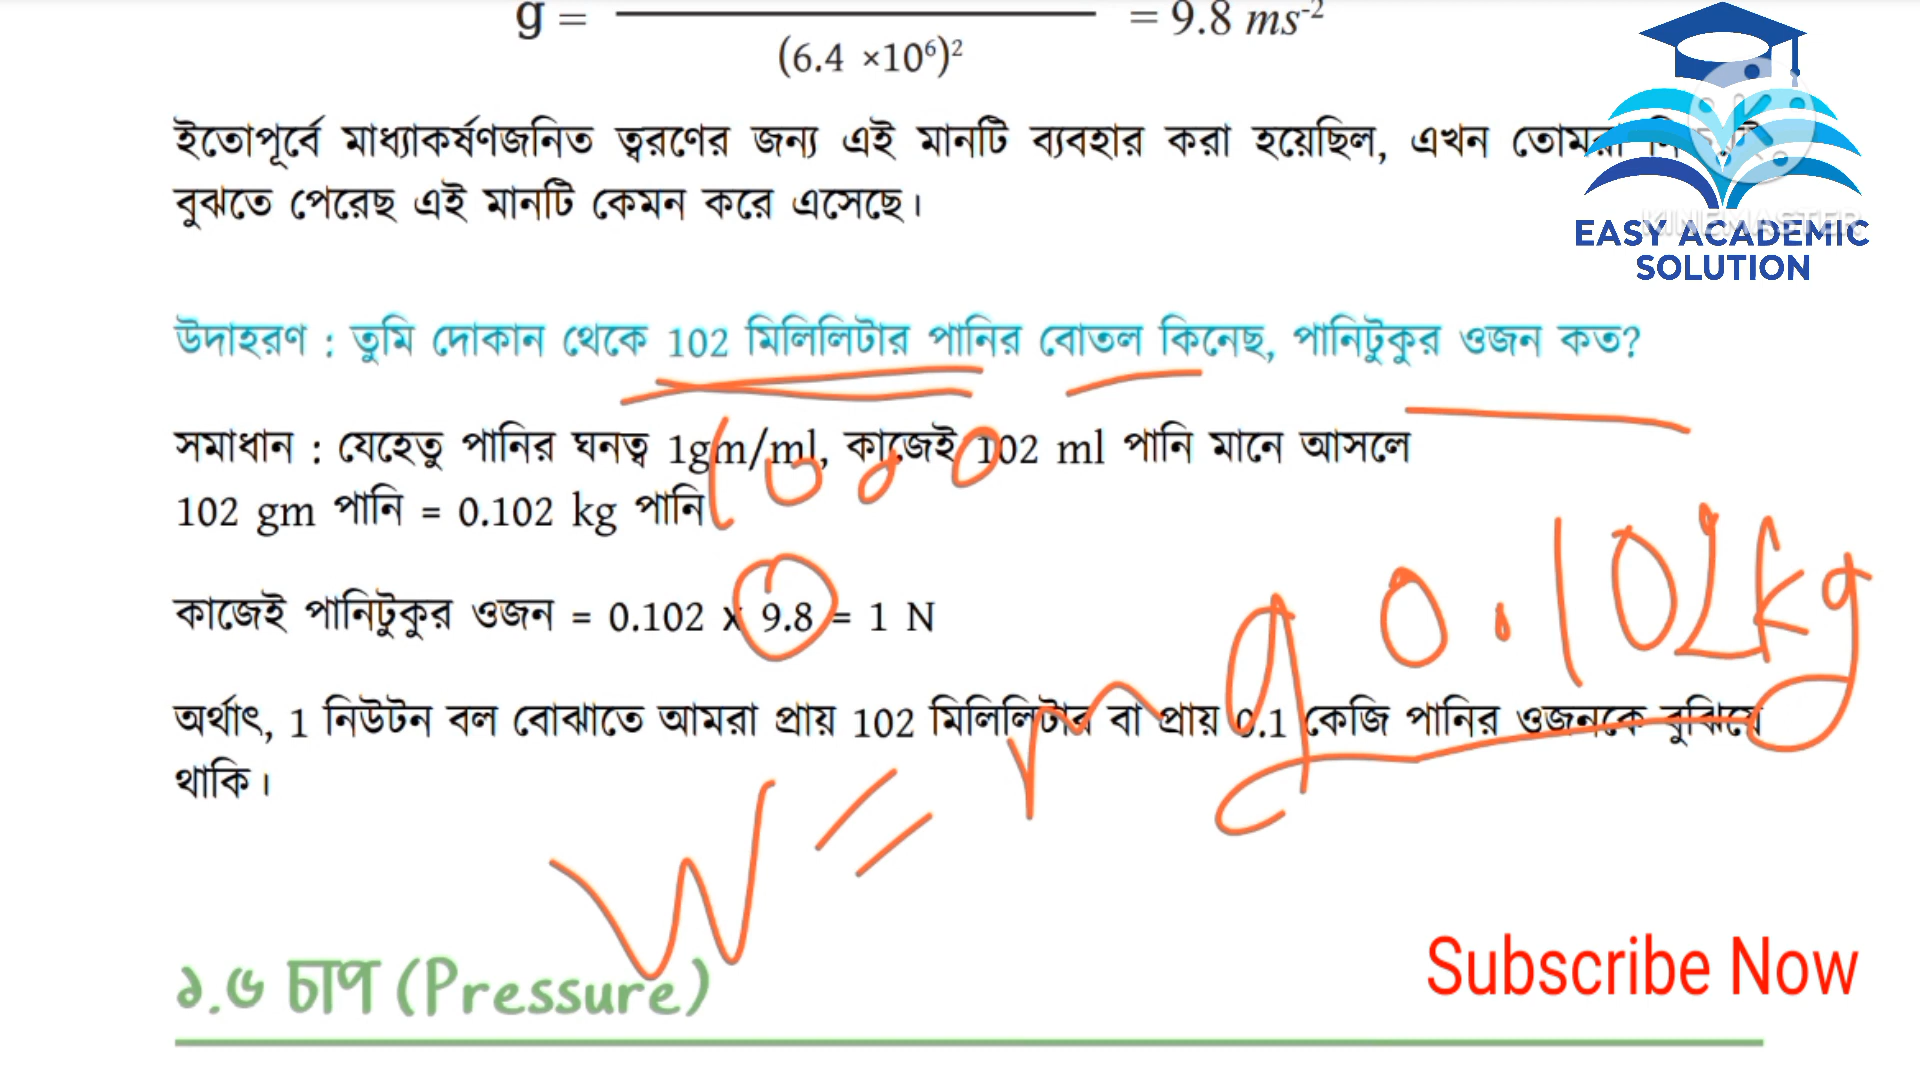 g = = 9.8 ms-2
(6.4 ×10⁶)²
ইতোপূর্বে মাধ্যাকর্ষণজনিত ত্বরণের জন্য এই মানটি ব্যবহার করা হয়েছিল, এখন তোমরা
বুঝতে পেরেছ এই মানটি কেমন করে এসেছে।
KINEMASTER
EASY ACADEMIC
SOLUTION
উদাহরণ : তুমি দোকান থেকে 102 মিলিলিটার পানির বোতল কিনেছ, পানিটুকুর ওজন কত?
সমাধান : যেহেতু পানির ঘনত্ব 1gm/ml, কাজেই 102 ml পানি মানে আসলে
102 gm পানি = 0.102 kg পানি
1000
0.102kg
কাজেই পানিটুকুর ওজন = 0.102 x 9.8 = 1 N
অর্থাৎ, 1 নিউটন বল বোঝাতে আমরা প্রায় 102 মিলিলিটার বা প্রায় 0.1 কেজি পানির ওজনকে বুঝিয়ে
থাকি।
W = mg
১.৬ চাপ (Pressure)
Subscribe Now